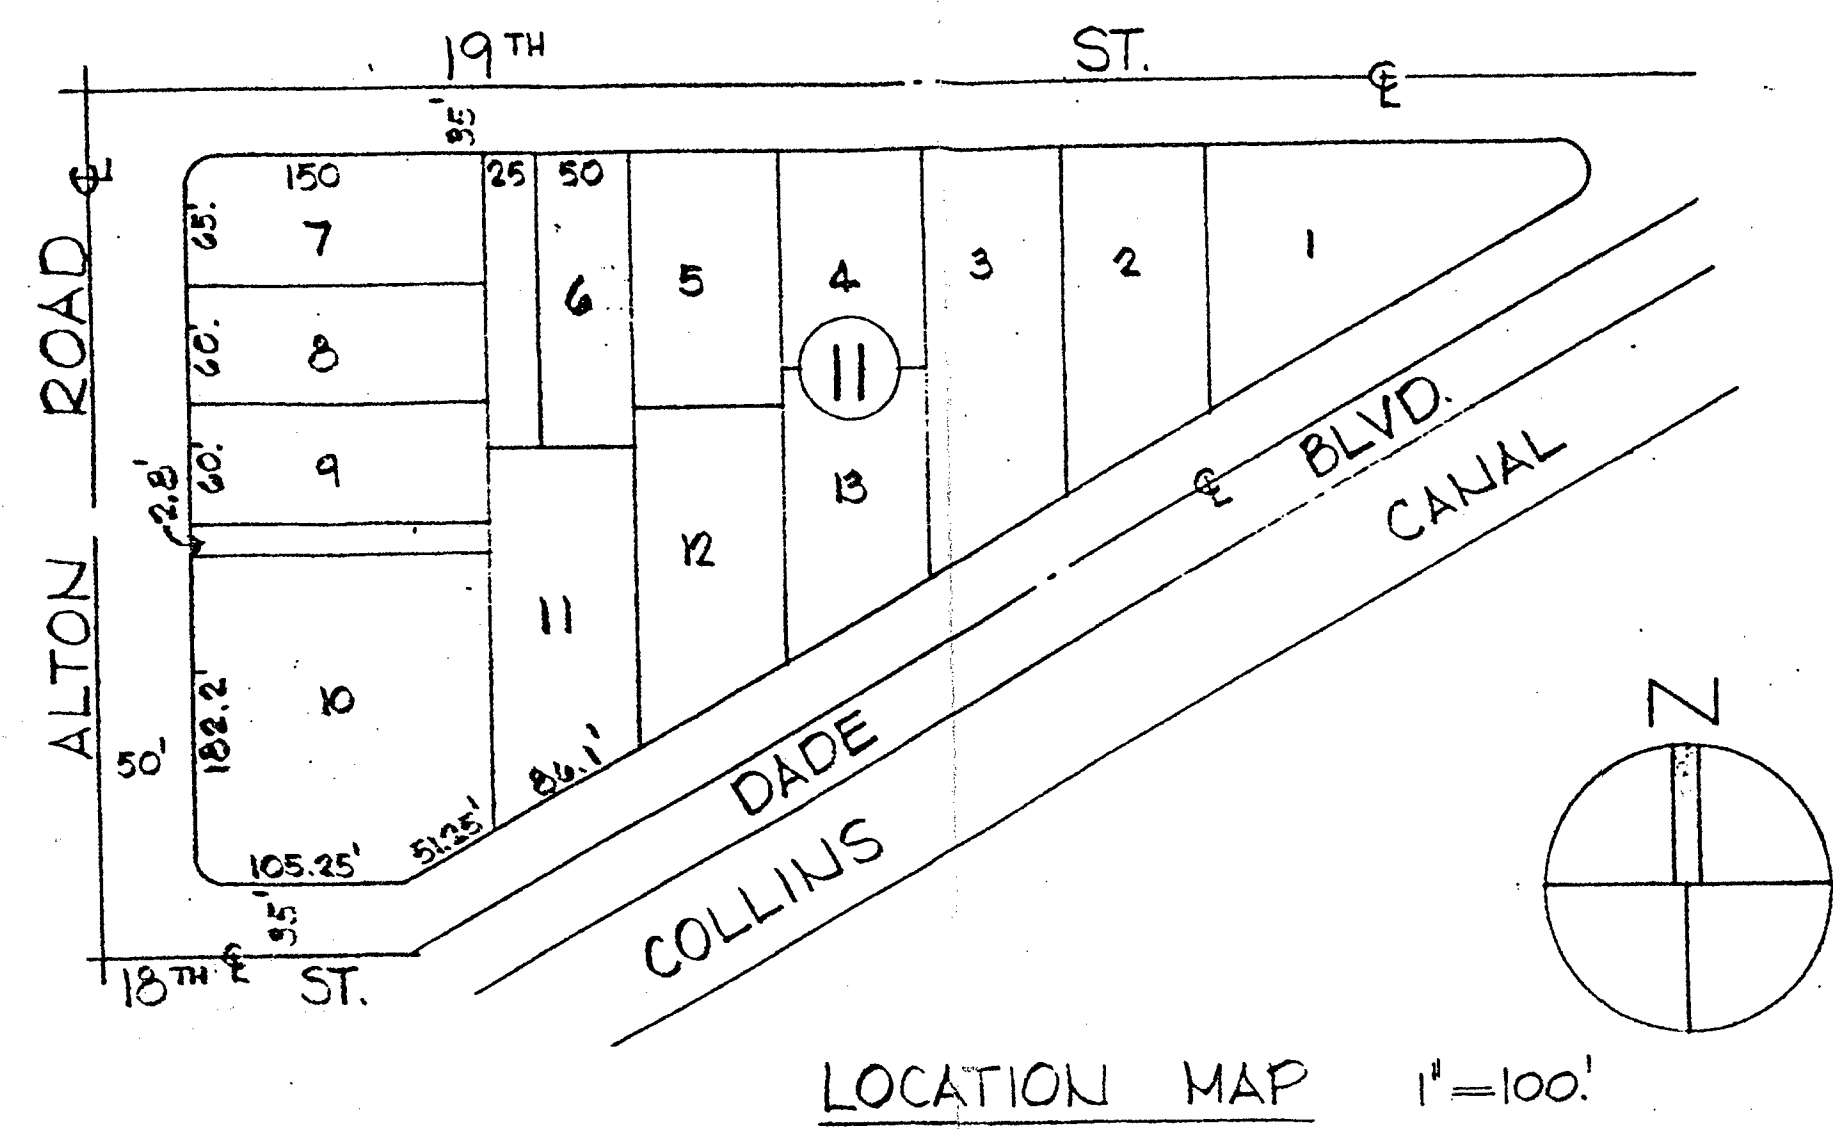 19TH ST.
℄
35'
℄
150 25 50
65'.
7
6
5
4
3
2
1
ROAD
60'.
8
11
60'.
9
2.8'
13
12
BLVD.
℄
CANAL
ALTON
11
182.2'
10
50'
86.1'
51.25'
105.25'
DADE
COLLINS
N
35'
℄
18TH ST.
LOCATION MAP 1"=100.'